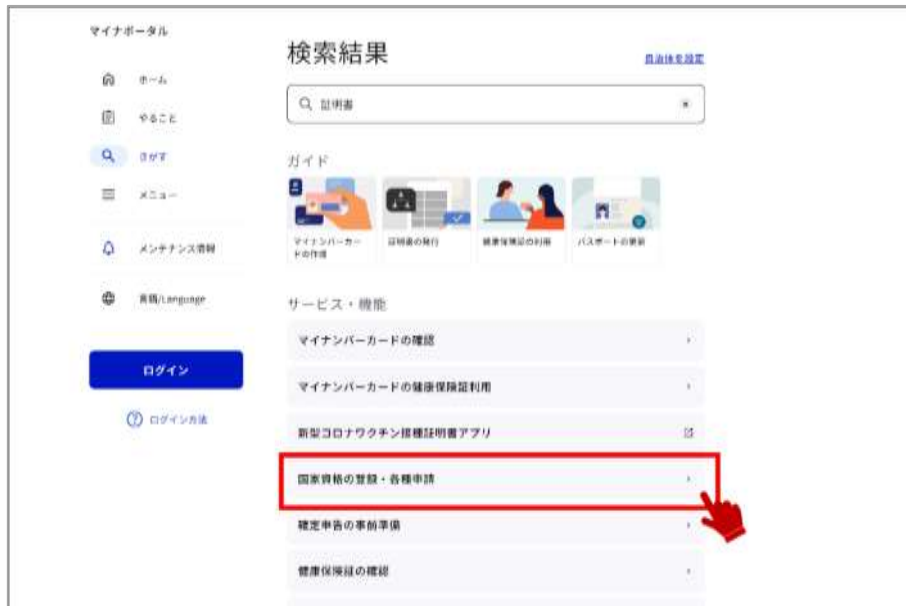 マイナポータル
ホーム
やること
さがす
メニュー
メンテナンス情報
言語/Language
ログイン
ログイン方法
検索結果
自治体を設定
証明書
ガイド
マイナンバーカー
ドの作成
証明書の発行
健康保険証の利用
パスポートの更新
サービス・機能
マイナンバーカードの確認
マイナンバーカードの健康保険証利用
新型コロナワクチン接種証明書アプリ
国家資格の登録・各種申請
確定申告の事前準備
健康保険証の確認